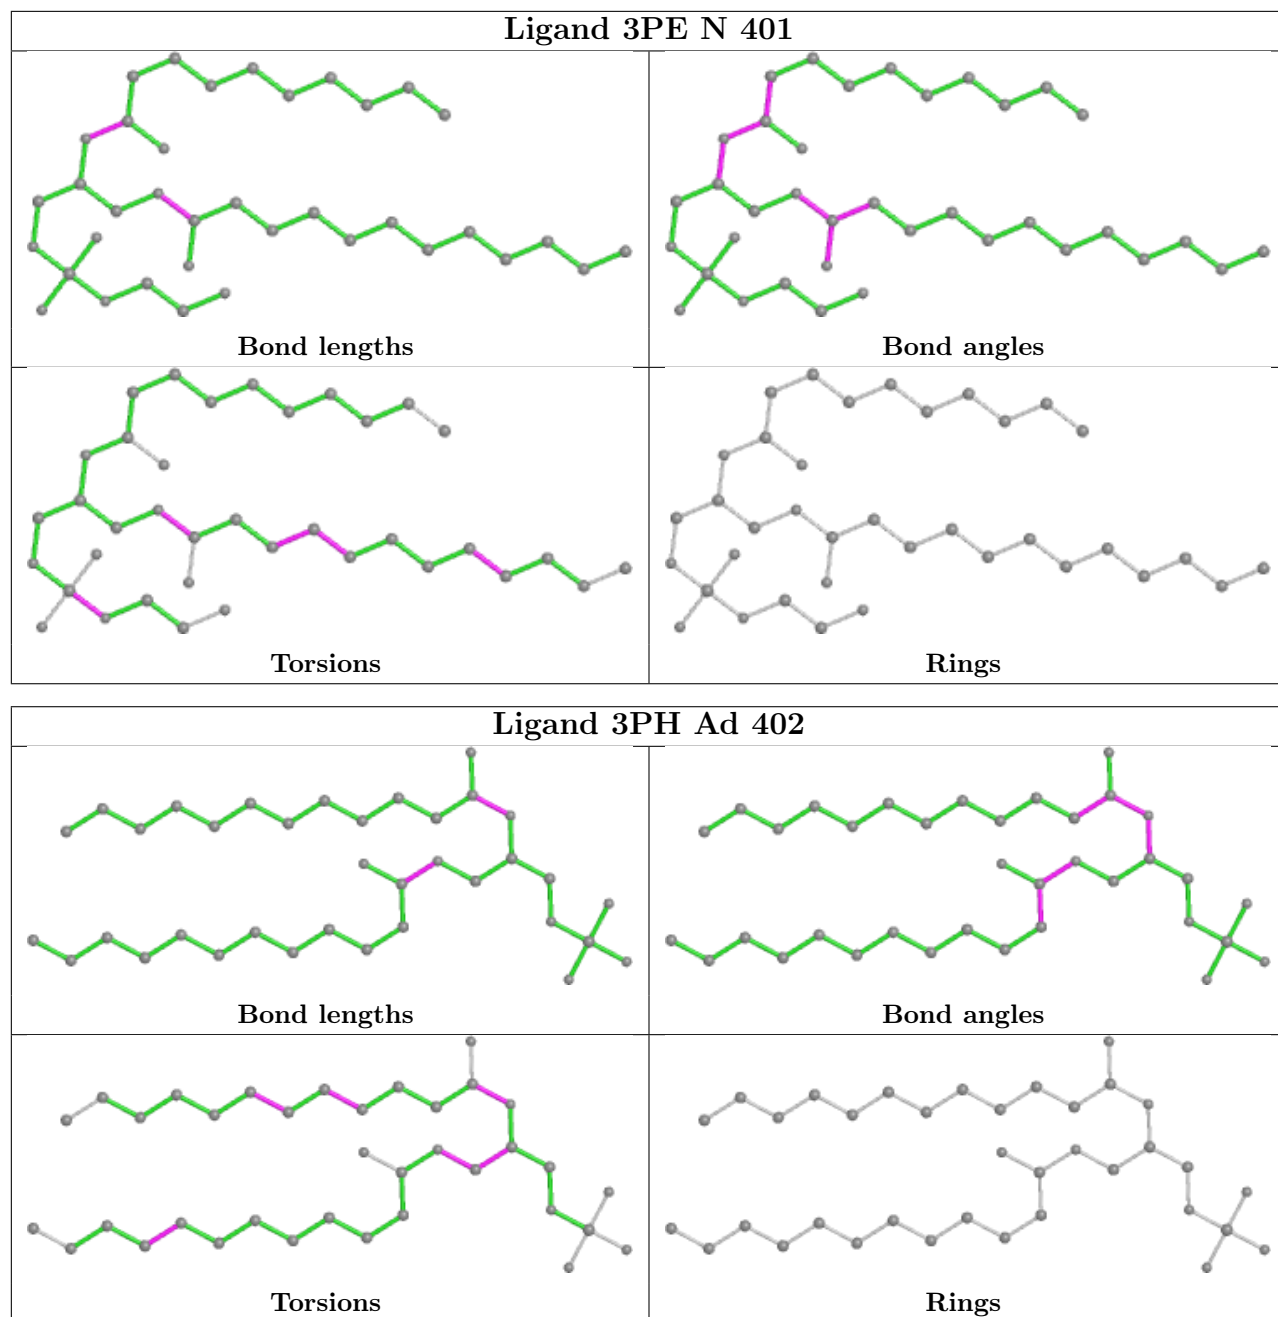 Ligand 3PE N 401
Bond lengths
Bond angles
Torsions
Rings
Ligand 3PH Ad 402
Bond lengths
Bond angles
Torsions
Rings